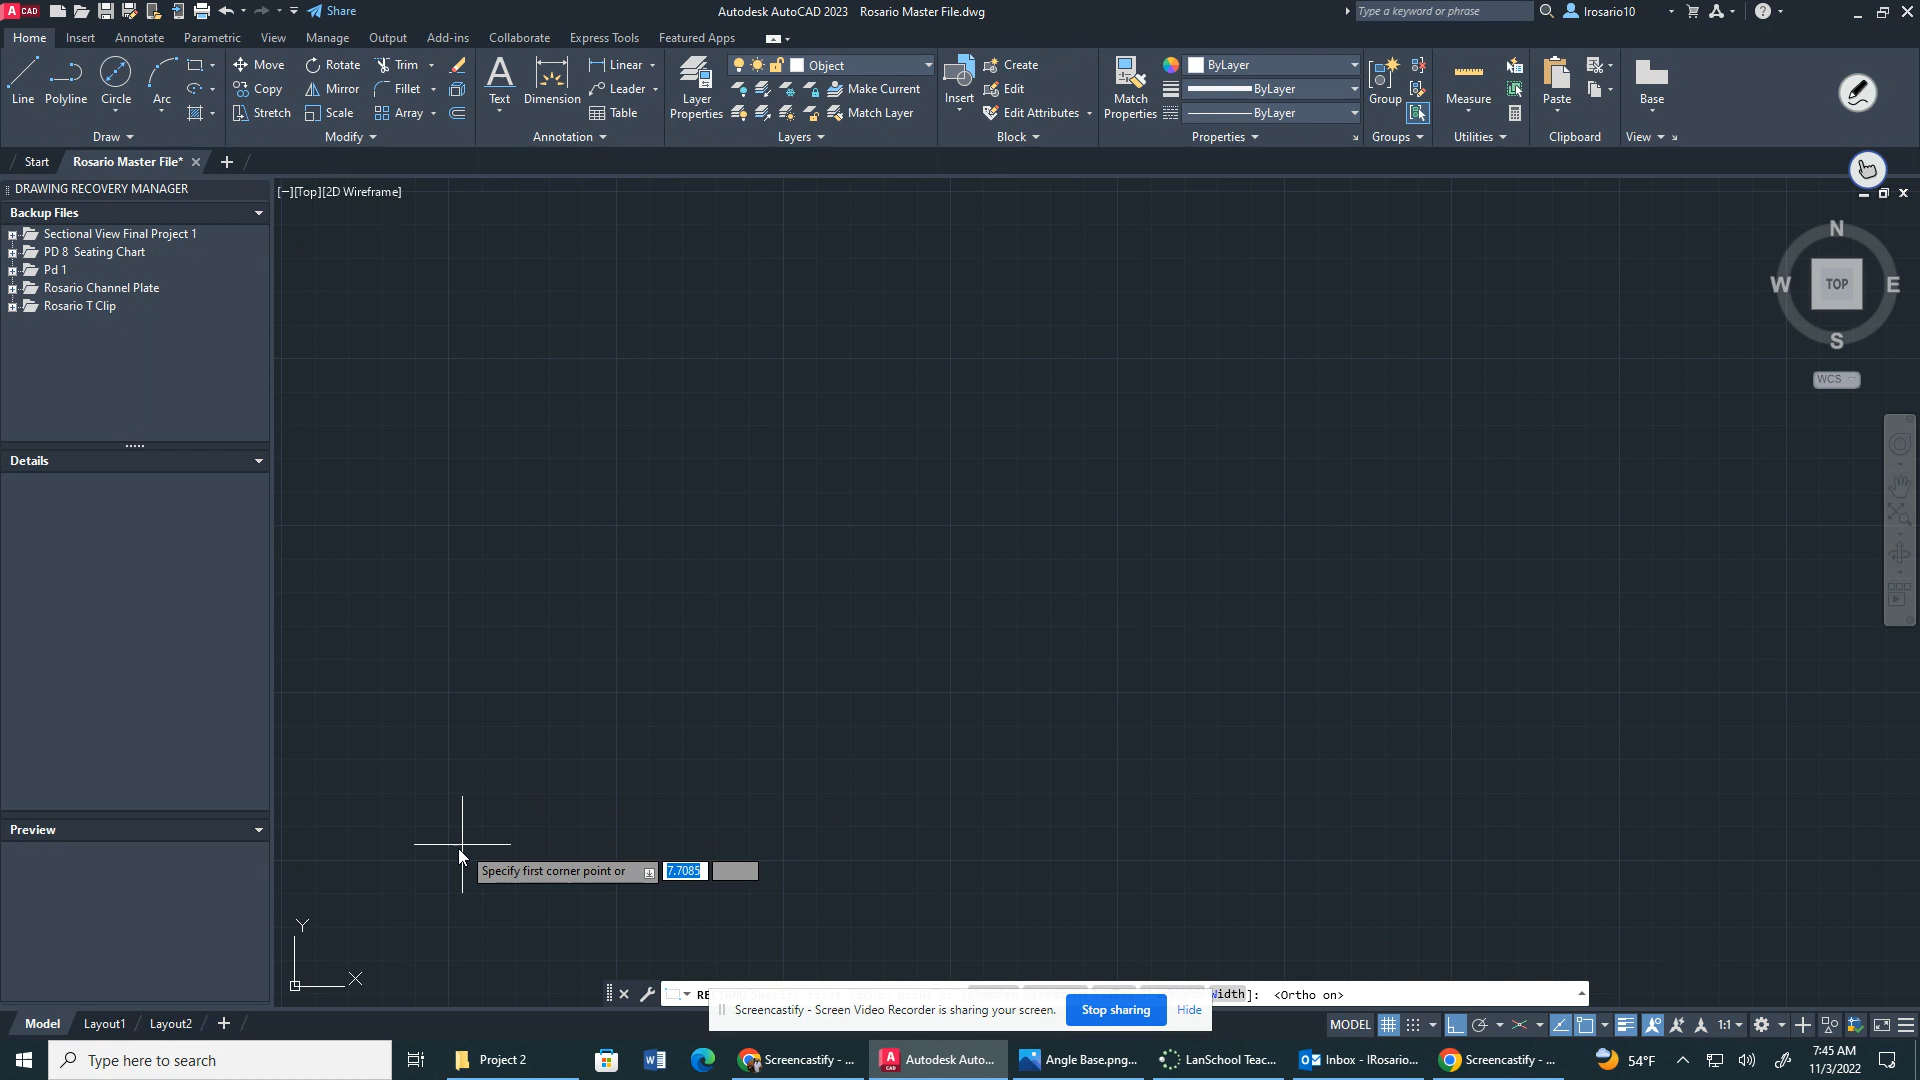 CAD Share Autodesk AutoCAD 2023 Rosario Master File.dwg Type a keyword or phrase lrosario10
Home Insert Annotate Parametric View Manage Output Add-ins Collaborate Express Tools Featured Apps
Line Polyline Circle Arc
Move Rotate Trim
Copy Mirror Fillet
Stretch Scale Array
Text Dimension
Linear
Leader
Table
Layer Properties
Object
Make Current
Match Layer
Insert
Create
Edit
Edit Attributes
Match Properties
ByLayer
ByLayer
ByLayer
Group
Measure
Paste
Base
Draw Modify Annotation Layers Block Properties Groups Utilities Clipboard View
Start Rosario Master File*
DRAWING RECOVERY MANAGER
Backup Files
Sectional View Final Project 1
PD 8 Seating Chart
Pd 1
Rosario Channel Plate
Rosario T Clip
Details
Preview
[−][Top][2D Wireframe]
N
W TOP E
S
WCS
Specify first corner point or 7.7085
Y
X
RE Width]: <Ortho on>
Screencastify - Screen Video Recorder is sharing your screen. Stop sharing Hide
Model Layout1 Layout2 MODEL 1:1
Type here to search Project 2 Screencastify - ... Autodesk Auto... Angle Base.png... LanSchool Teac... Inbox - IRosario... Screencastify - ... 54°F 7:45 AM
11/3/2022